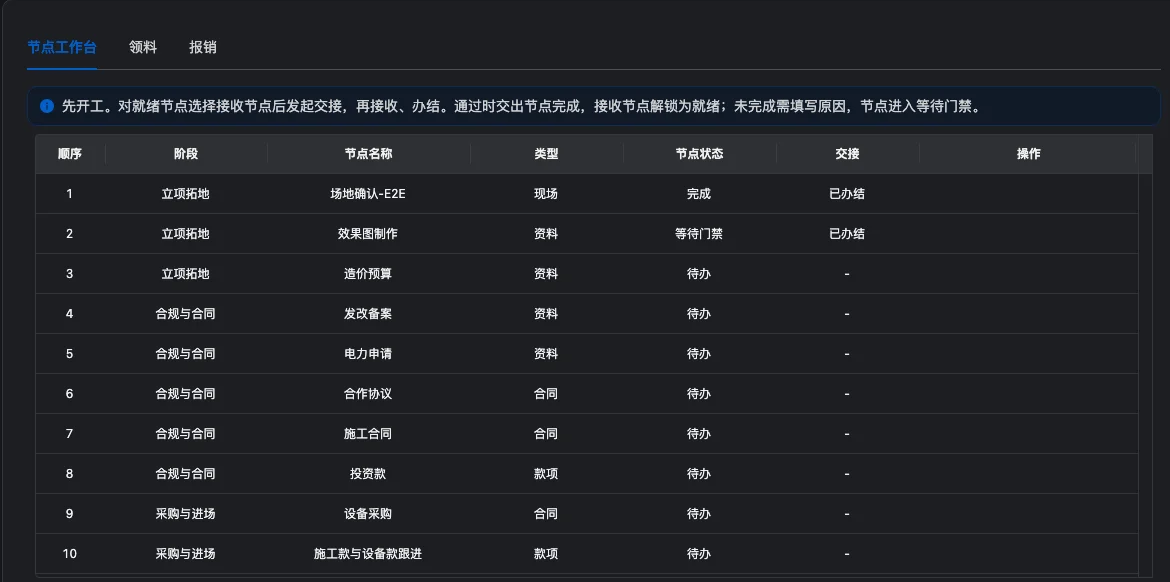 节点工作台 领料 报销
先开工。对就绪节点选择接收节点后发起交接，再接收、办结。通过时交出节点完成，接收节点解锁为就绪；未完成需填写原因，节点进入等待门禁。
顺序 阶段 节点名称 类型 节点状态 交接 操作
1 立项拓地 场地确认-E2E 现场 完成 已办结
2 立项拓地 效果图制作 资料 等待门禁 已办结
3 立项拓地 造价预算 资料 待办 -
4 合规与合同 发改备案 资料 待办 -
5 合规与合同 电力申请 资料 待办 -
6 合规与合同 合作协议 合同 待办 -
7 合规与合同 施工合同 合同 待办 -
8 合规与合同 投资款 款项 待办 -
9 采购与进场 设备采购 合同 待办 -
10 采购与进场 施工款与设备款跟进 款项 待办 -